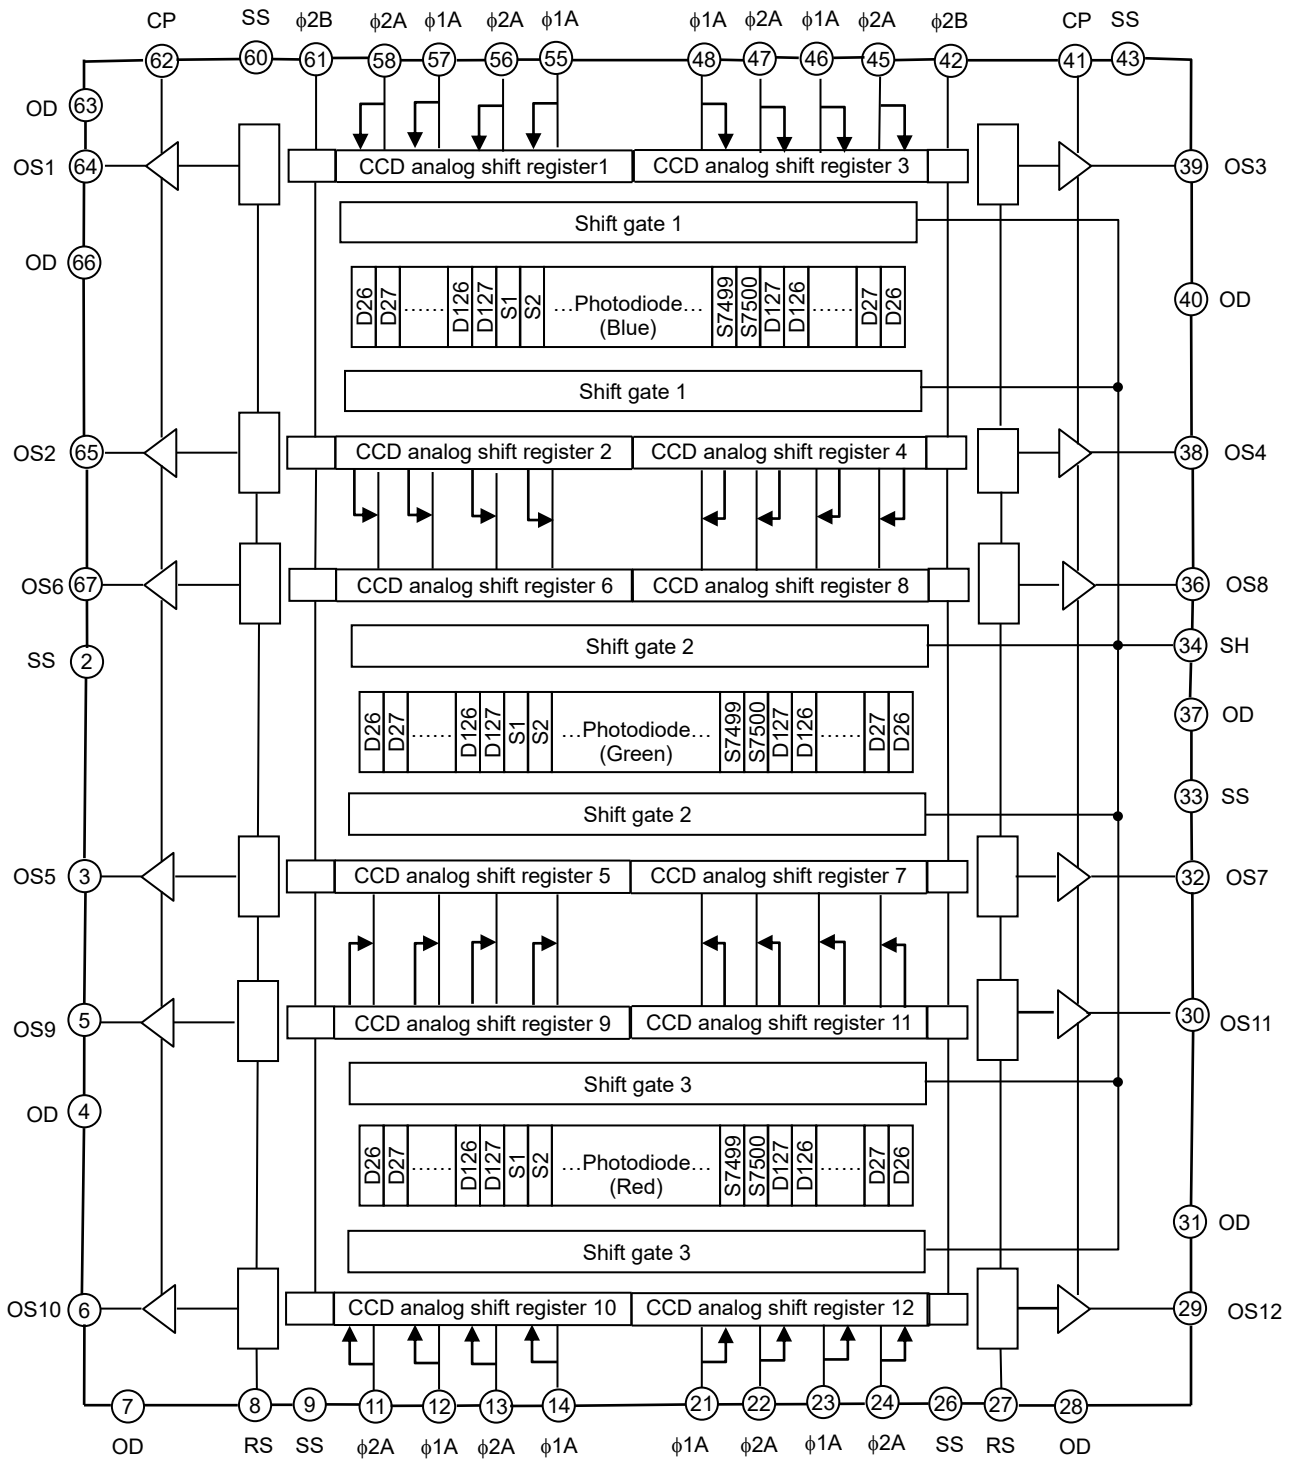 CP SS ϕ2B ϕ2A ϕ1A ϕ2A ϕ1A ϕ1A ϕ2A ϕ1A ϕ2A ϕ2B CP SS
62 60 61 58 57 56 55 48 47 46 45 42 41 43
OD 63
OS1 64 CCD analog shift register1 CCD analog shift register 3 39 OS3
Shift gate 1
OD 66
D26 D27 ...... D126 D127 S1 S2 ...Photodiode... S7499 S7500 D127 D126 ...... D27 D26
(Blue)
40 OD
Shift gate 1
OS2 65 CCD analog shift register 2 CCD analog shift register 4 38 OS4
OS6 67 CCD analog shift register 6 CCD analog shift register 8 36 OS8
SS 2 Shift gate 2 34 SH
37 OD
D26 D27 ...... D126 D127 S1 S2 ...Photodiode... S7499 S7500 D127 D126 ...... D27 D26
(Green)
33 SS
Shift gate 2
OS5 3 CCD analog shift register 5 CCD analog shift register 7 32 OS7
OS9 5 CCD analog shift register 9 CCD analog shift register 11 30 OS11
Shift gate 3
OD 4
D26 D27 ...... D126 D127 S1 S2 ...Photodiode... S7499 S7500 D127 D126 ...... D27 D26
(Red)
31 OD
Shift gate 3
OS10 6 CCD analog shift register 10 CCD analog shift register 12 29 OS12
7 8 9 11 12 13 14 21 22 23 24 26 27 28
OD RS SS ϕ2A ϕ1A ϕ2A ϕ1A ϕ1A ϕ2A ϕ1A ϕ2A SS RS OD